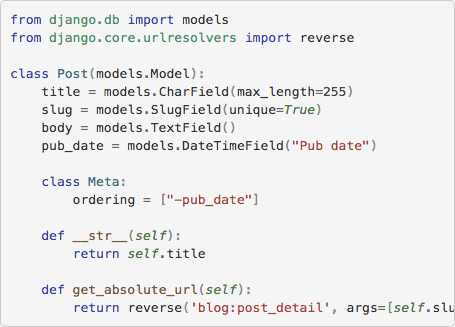 from django.db import models
from django.core.urlresolvers import reverse

class Post(models.Model):
    title = models.CharField(max_length=255)
    slug = models.SlugField(unique=True)
    body = models.TextField()
    pub_date = models.DateTimeField("Pub date")

    class Meta:
        ordering = ["-pub_date"]

    def __str__(self):
        return self.title

    def get_absolute_url(self):
        return reverse('blog:post_detail', args=[self.slu